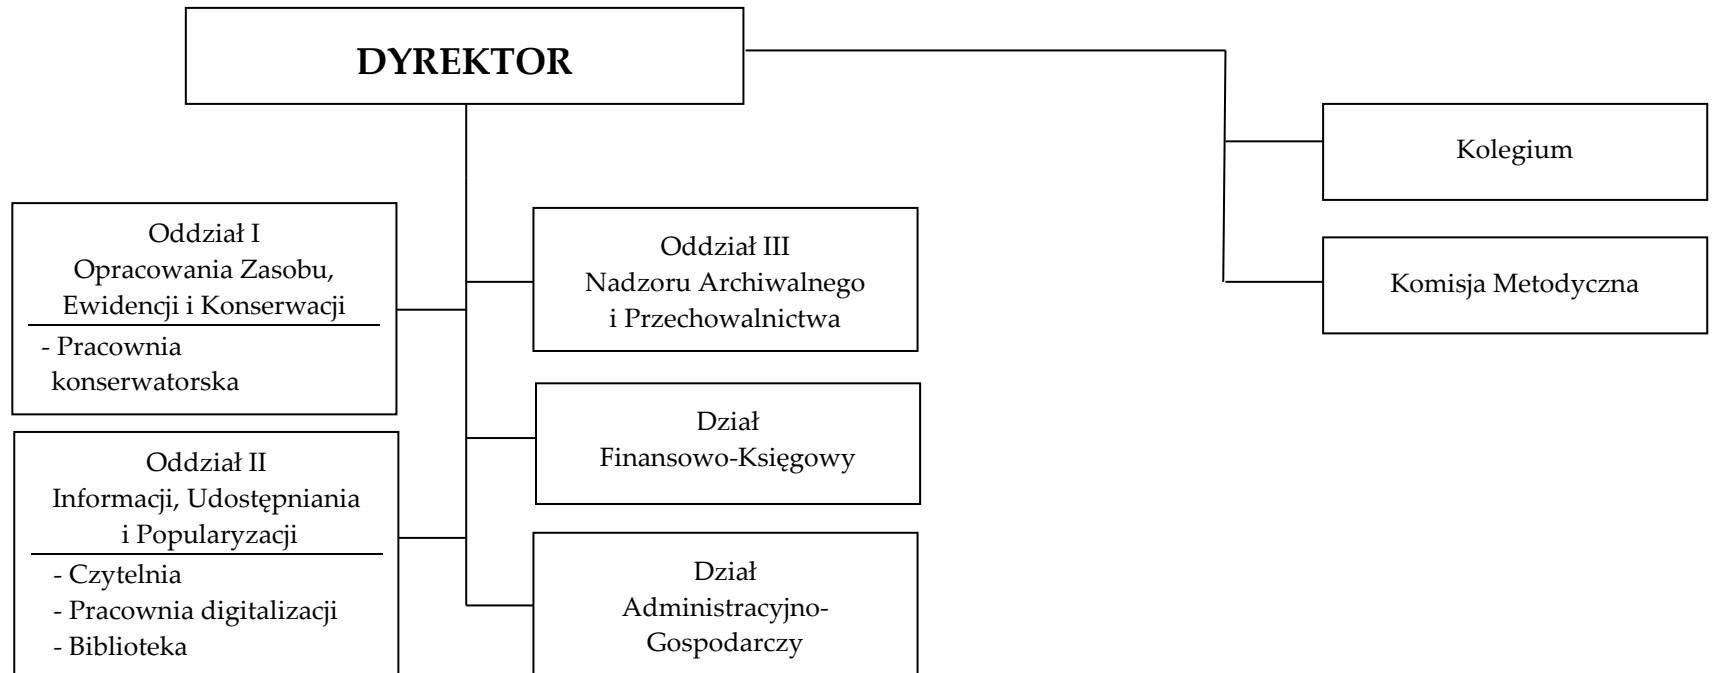 DYREKTOR
Kolegium
Komisja Metodyczna
Oddział I
Opracowania Zasobu,
Ewidencji i Konserwacji
- Pracownia
konserwatorska
Oddział II
Informacji, Udostępniania
i Popularyzacji
- Czytelnia
- Pracownia digitalizacji
- Biblioteka
Oddział III
Nadzoru Archiwalnego
i Przechowalnictwa
Dział
Finansowo-Księgowy
Dział
Administracyjno-
Gospodarczy